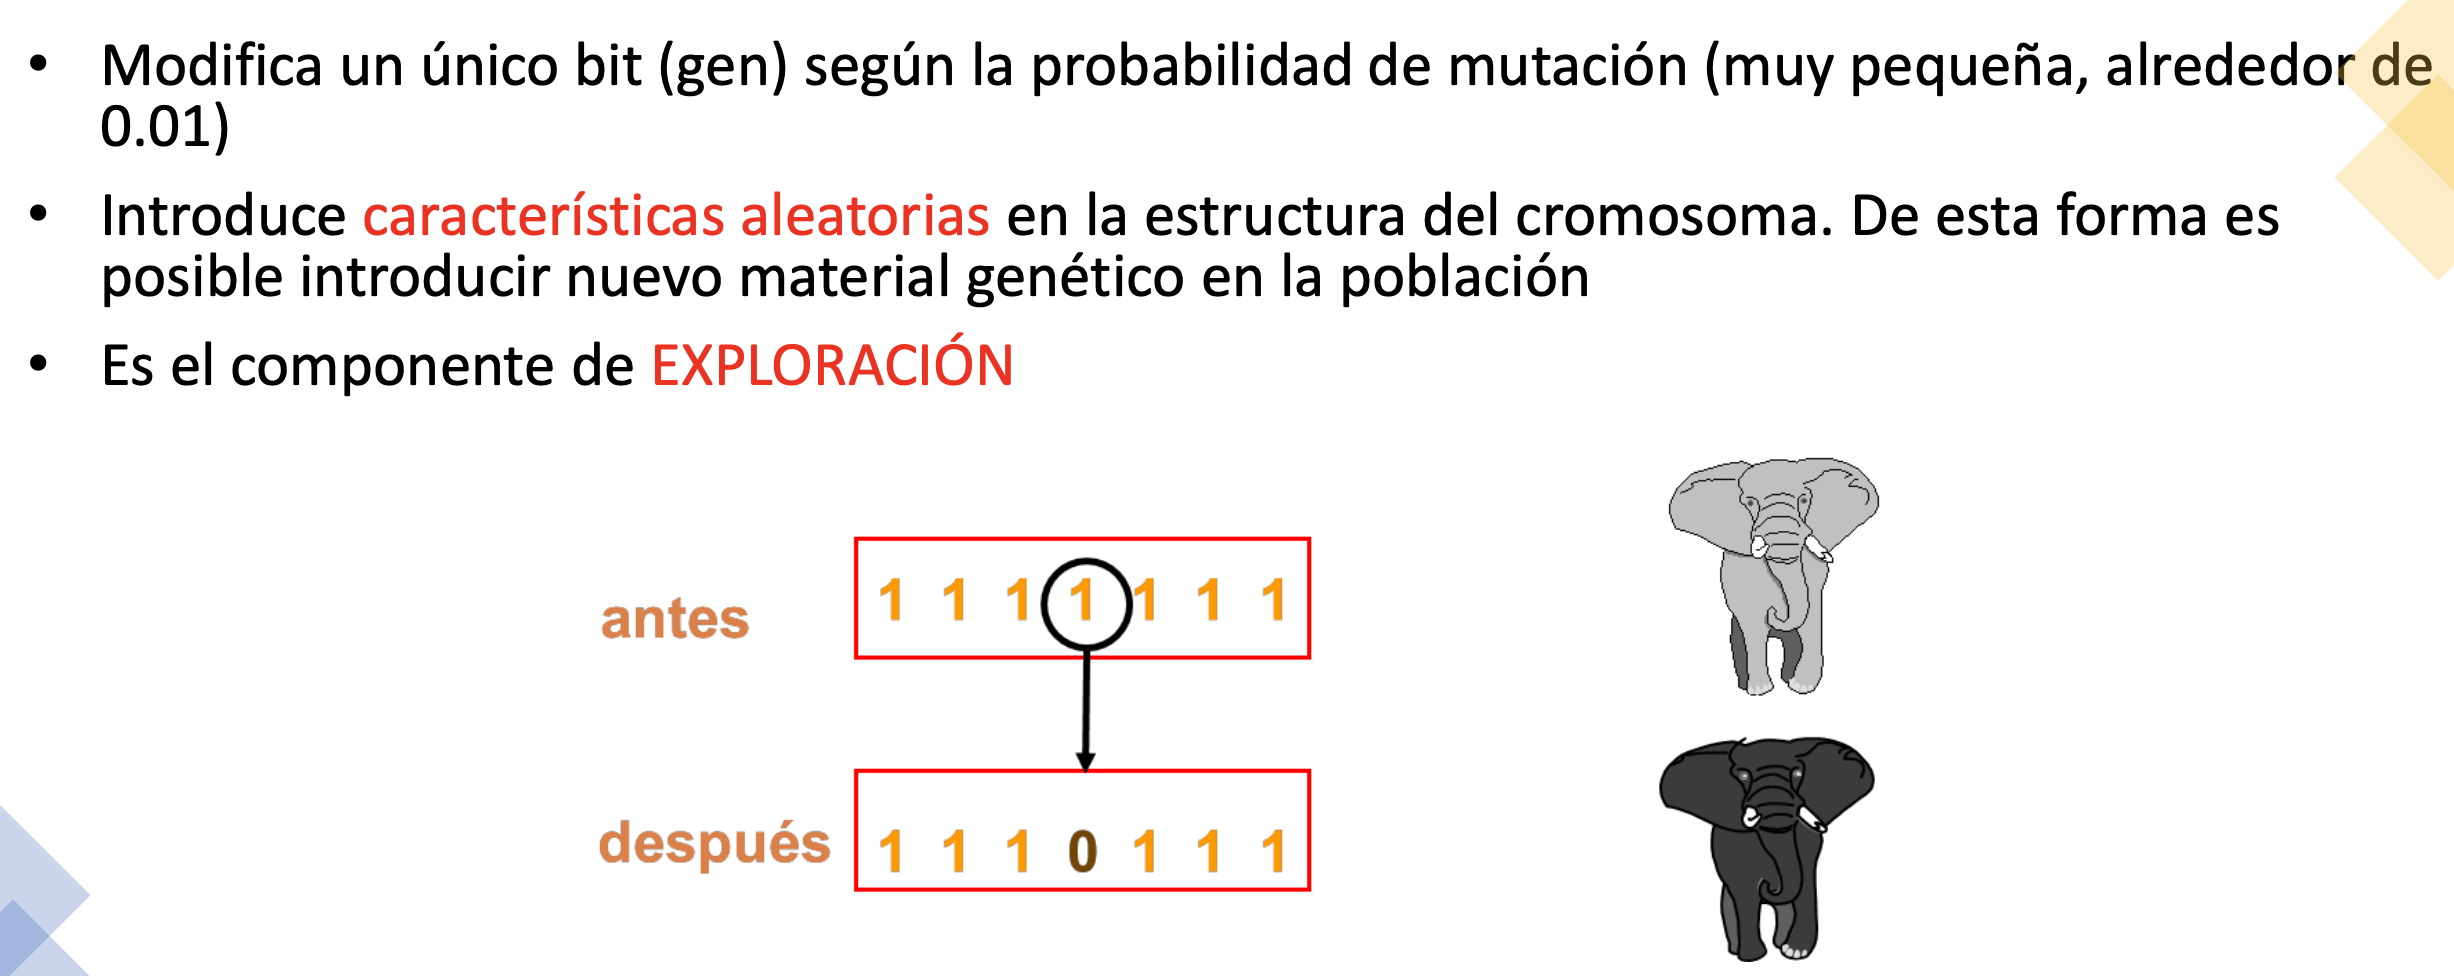 • Modifica un único bit (gen) según la probabilidad de mutación (muy pequeña, alrededor de
0.01)
• Introduce características aleatorias en la estructura del cromosoma. De esta forma es
posible introducir nuevo material genético en la población
• Es el componente de EXPLORACIÓN
antes 1 1 1 1 1 1 1
después 1 1 1 0 1 1 1